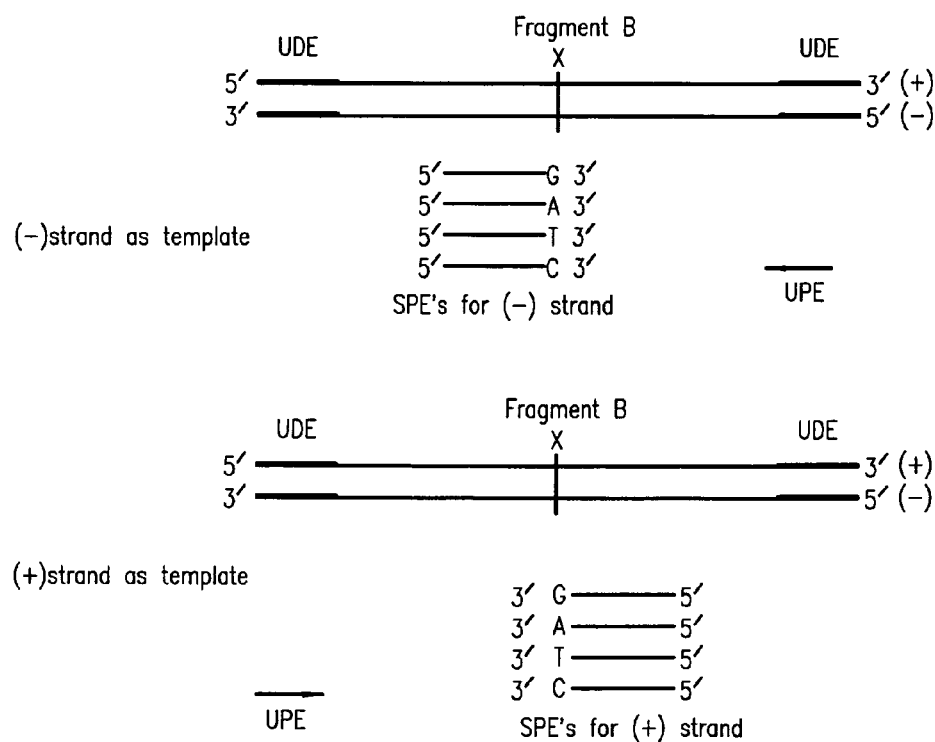 Fragment B
UDE X UDE
5′ 3′ (+)
3′ 5′ (−)
5′ G 3′
5′ A 3′
(−)strand as template
5′ T 3′
5′ C 3′
UPE
SPE's for (−) strand
Fragment B
UDE X UDE
5′ 3′ (+)
3′ 5′ (−)
(+)strand as template
3′ G 5′
3′ A 5′
3′ T 5′
3′ C 5′
UPE
SPE's for (+) strand